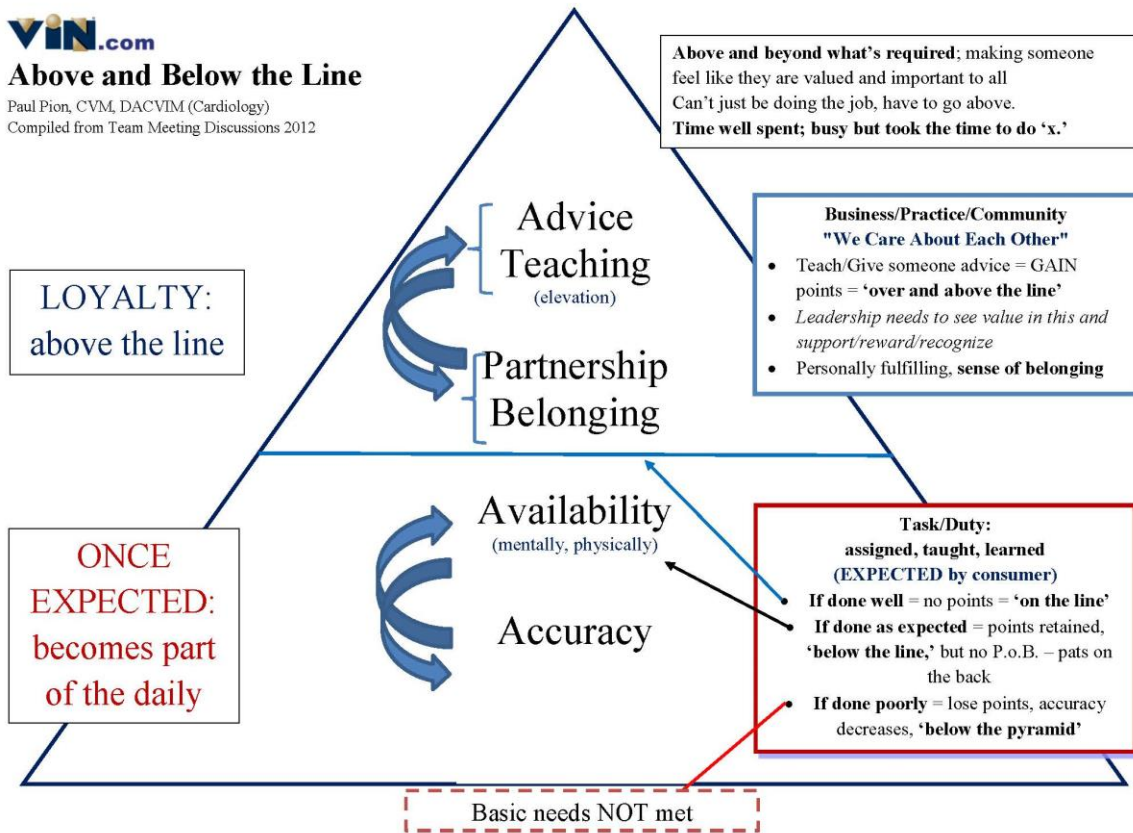 VIN.com
Above and Below the Line
Paul Pion, CVM, DACVIM (Cardiology)
Compiled from Team Meeting Discussions 2012
Above and beyond what's required; making someone
feel like they are valued and important to all
Can't just be doing the job, have to go above.
Time well spent; busy but took the time to do 'x.'
Advice
Teaching
(elevation)
Partnership
Belonging
LOYALTY:
above the line
Business/Practice/Community
"We Care About Each Other"
• Teach/Give someone advice = GAIN
points = 'over and above the line'
• Leadership needs to see value in this and
support/reward/recognize
• Personally fulfilling, sense of belonging
Availability
(mentally, physically)
Accuracy
ONCE
EXPECTED:
becomes part
of the daily
Task/Duty:
assigned, taught, learned
(EXPECTED by consumer)
• If done well = no points = 'on the line'
• If done as expected = points retained,
'below the line,' but no P.o.B. – pats on
the back
• If done poorly = lose points, accuracy
decreases, 'below the pyramid'
Basic needs NOT met